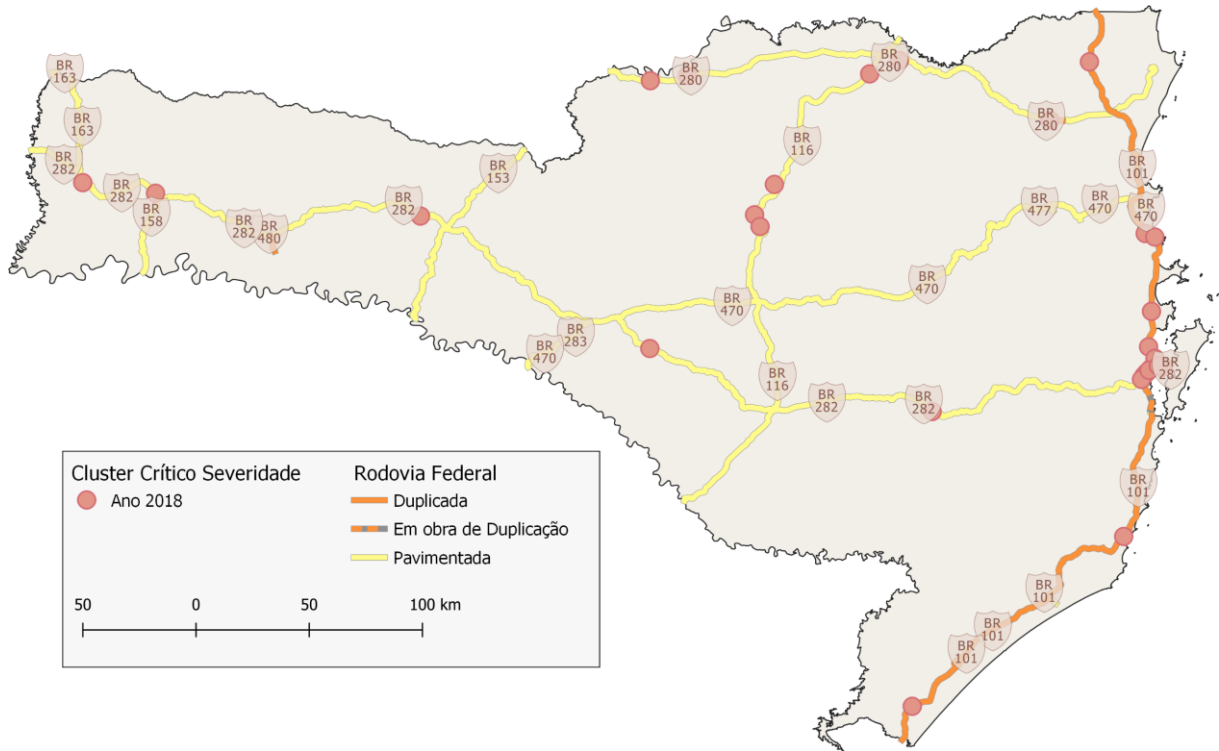 BR
163
BR
280
BR
280
BR
163
BR
280
BR
116
BR
282
BR
153
BR
101
BR
282
BR
282
BR
158
BR
477
BR
470
BR
470
BR
282
BR
480
BR
470
BR
470
BR
283
BR
470
BR
116
BR
282
BR
282
BR
282
BR
101
BR
101
BR
101
BR
101
Cluster Crítico Severidade
Ano 2018
Rodovia Federal
Duplicada
Em obra de Duplicação
Pavimentada
50 0 50 100 km